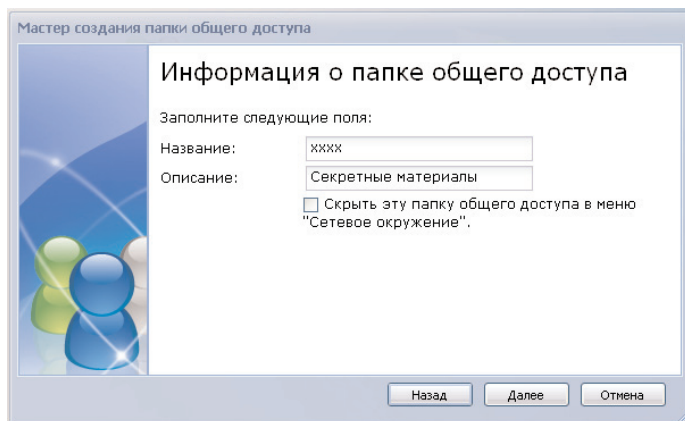 Мастер создания папки общего доступа
Информация о папке общего доступа
Заполните следующие поля:
Название: xxxx
Описание: Секретные материалы
Скрыть эту папку общего доступа в меню
"Сетевое окружение".
Назад Далее Отмена